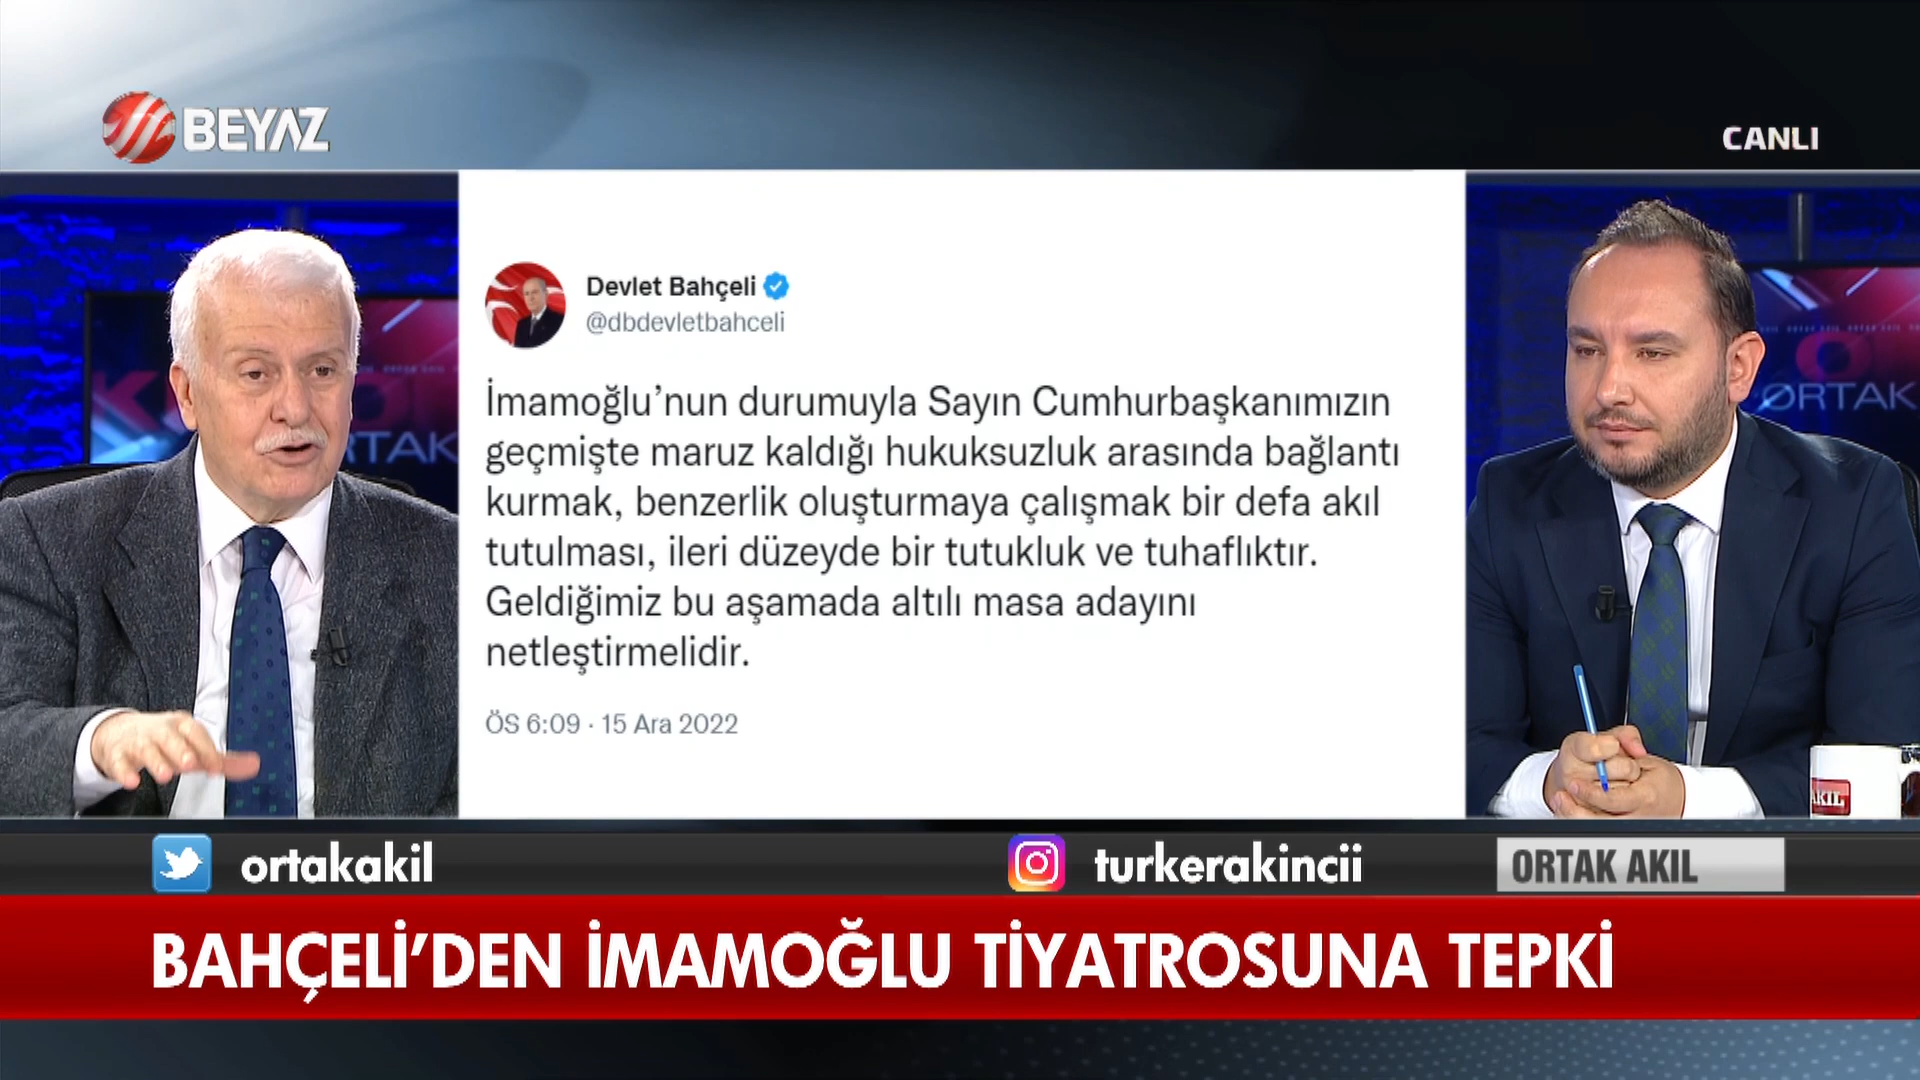 BEYAZ
CANLI
Devlet Bahçeli
@dbdevletbahceli
İmamoğlu’nun durumuyla Sayın Cumhurbaşkanımızın
geçmişte maruz kaldığı hukuksuzluk arasında bağlantı
kurmak, benzerlik oluşturmaya çalışmak bir defa akıl
tutulması, ileri düzeyde bir tutukluk ve tuhaflıktır.
Geldiğimiz bu aşamada altılı masa adayını
netleştirmelidir.
ÖS 6:09 · 15 Ara 2022
RTAK
ORTAK
AKIL
ortakakil
turkerakincii
ORTAK AKIL
BAHÇELİ’DEN İMAMOĞLU TİYATROSUNA TEPKİ